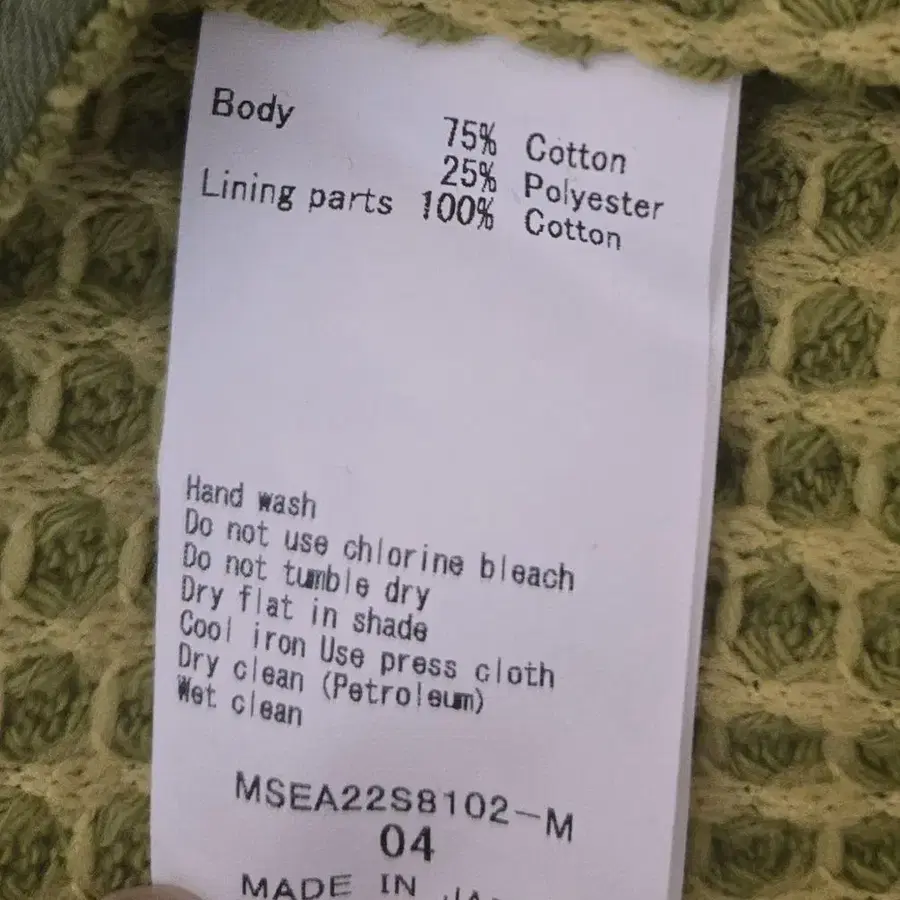 Body
75% Cotton
25% Polyester
Lining parts 100% Cotton
Hand wash
Do not use chlorine bleach
Do not tumble dry
Dry flat in shade
Cool iron Use press cloth
Dry clean (Petroleum)
Wet clean
MSEA22S8102-M
04
MADE IN